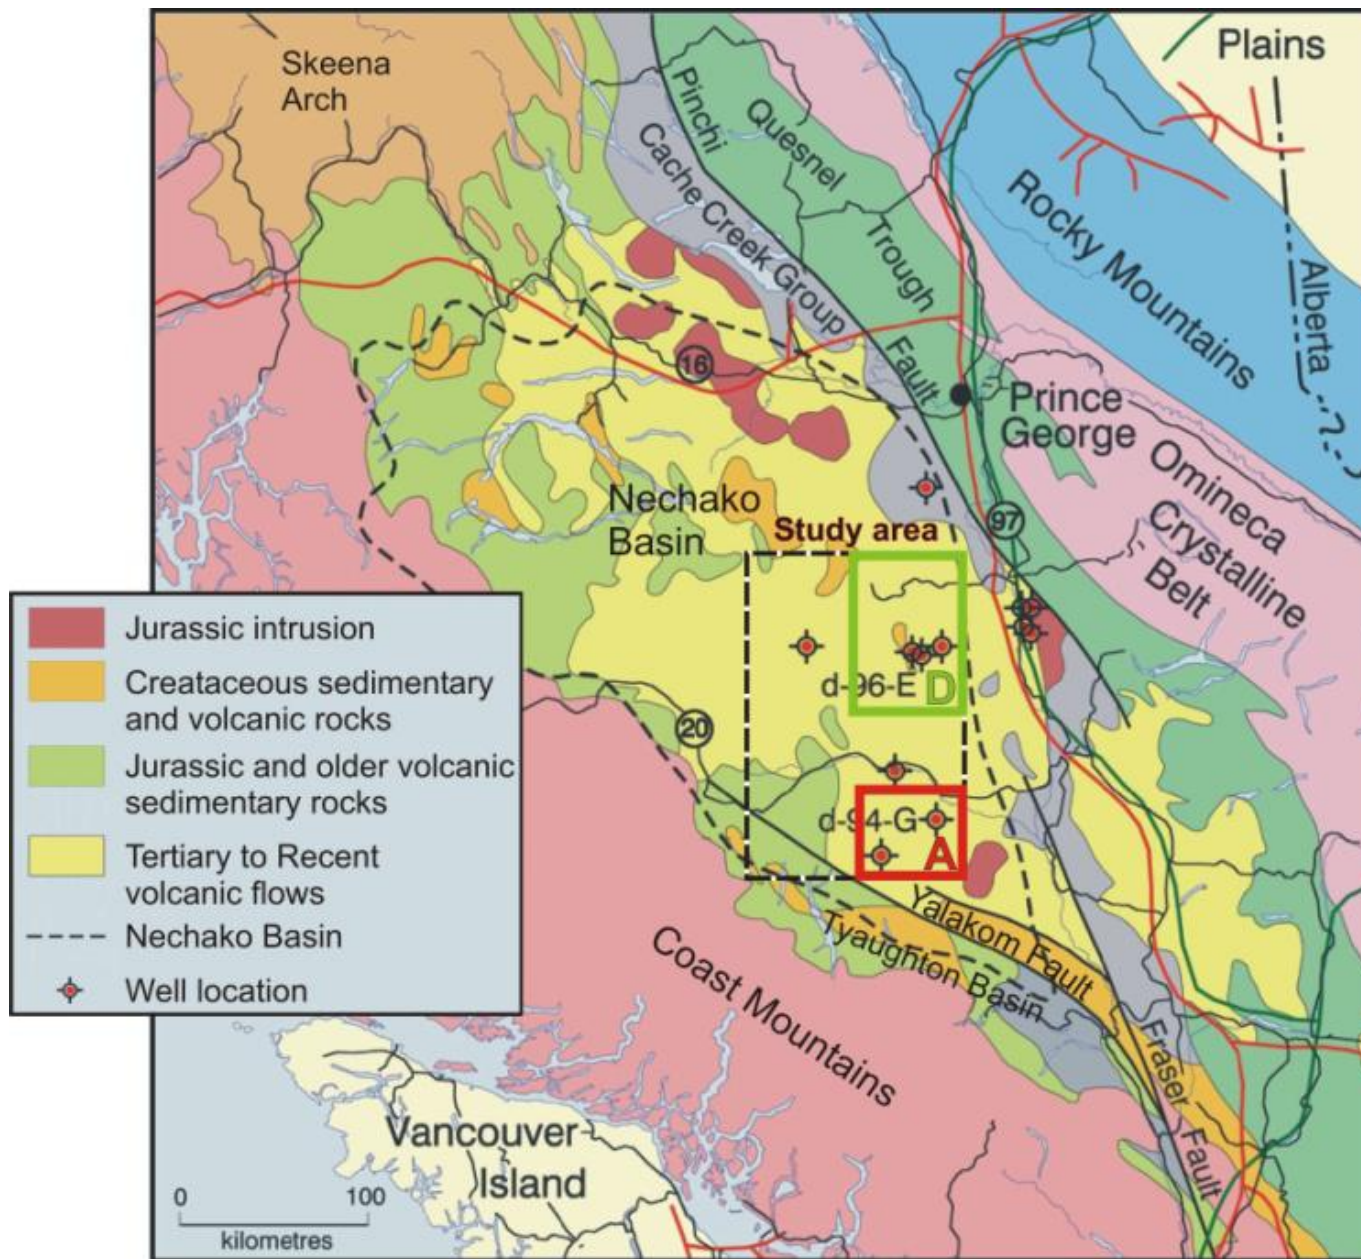 Plains
Skeena
Arch
Pinchi
Quesnel
Trough
Cache Creek Group
Rocky Mountains
Alberta
?
Fault
16
Prince
George
Omineca
Crystalline
Belt
Nechako
Basin
97
Study area
d-96-E
D
20
d-94-G
A
Yalakom Fault
Tyaughton Basin
Coast Mountains
Fraser
Fault
Vancouver
Island
Jurassic intrusion
Creataceous sedimentary
and volcanic rocks
Jurassic and older volcanic
sedimentary rocks
Tertiary to Recent
volcanic flows
Nechako Basin
Well location
0 100
kilometres